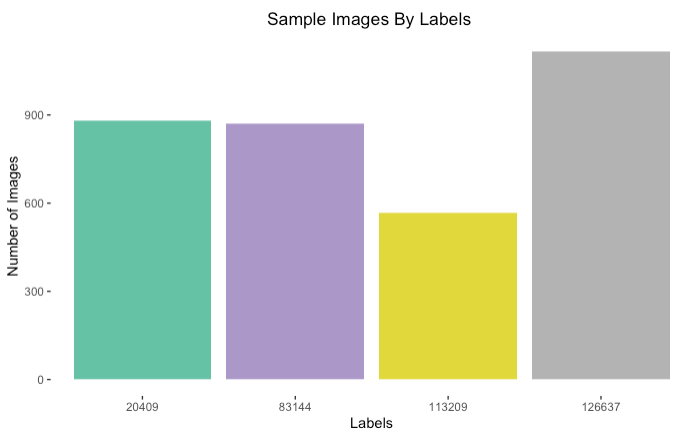 Sample Images By Labels
Number of Images
900
600
300
0
20409 83144 113209 126637
Labels